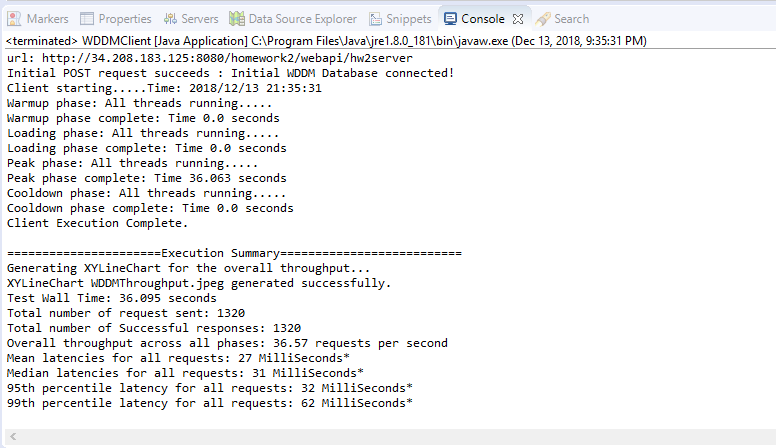 Markers Properties Servers Data Source Explorer Snippets Console Search
<terminated> WDDMClient [Java Application] C:\Program Files\Java\jre1.8.0_181\bin\javaw.exe (Dec 13, 2018, 9:35:31 PM)
url: http://34.208.183.125:8080/homework2/webapi/hw2server
Initial POST request succeeds : Initial WDDM Database connected!
Client starting.....Time: 2018/12/13 21:35:31
Warmup phase: All threads running.....
Warmup phase complete: Time 0.0 seconds
Loading phase: All threads running.....
Loading phase complete: Time 0.0 seconds
Peak phase: All threads running.....
Peak phase complete: Time 36.063 seconds
Cooldown phase: All threads running.....
Cooldown phase complete: Time 0.0 seconds
Client Execution Complete.
======================Execution Summary==========================
Generating XYLineChart for the overall throughput...
XYLineChart WDDMThroughput.jpeg generated successfully.
Test Wall Time: 36.095 seconds
Total number of request sent: 1320
Total number of Successful responses: 1320
Overall throughput across all phases: 36.57 requests per second
Mean latencies for all requests: 27 MilliSeconds*
Median latencies for all requests: 31 MilliSeconds*
95th percentile latency for all requests: 32 MilliSeconds*
99th percentile latency for all requests: 62 MilliSeconds*